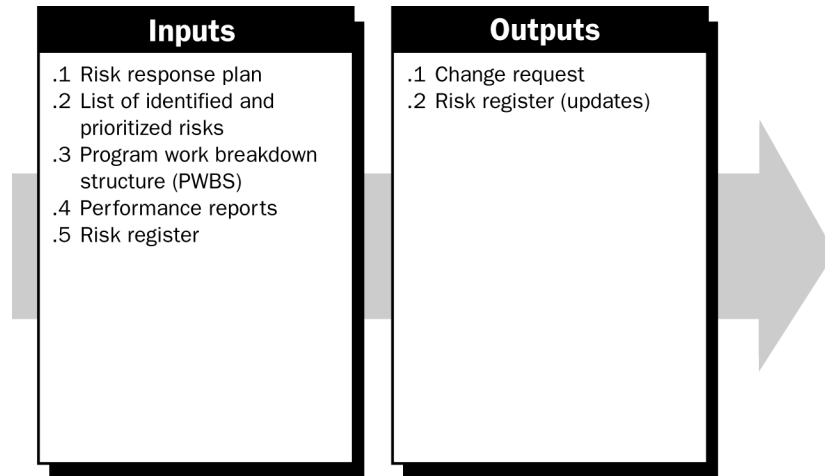 Inputs
.1 Risk response plan
.2 List of identified and
prioritized risks
.3 Program work breakdown
structure (PWBS)
.4 Performance reports
.5 Risk register
Outputs
.1 Change request
.2 Risk register (updates)